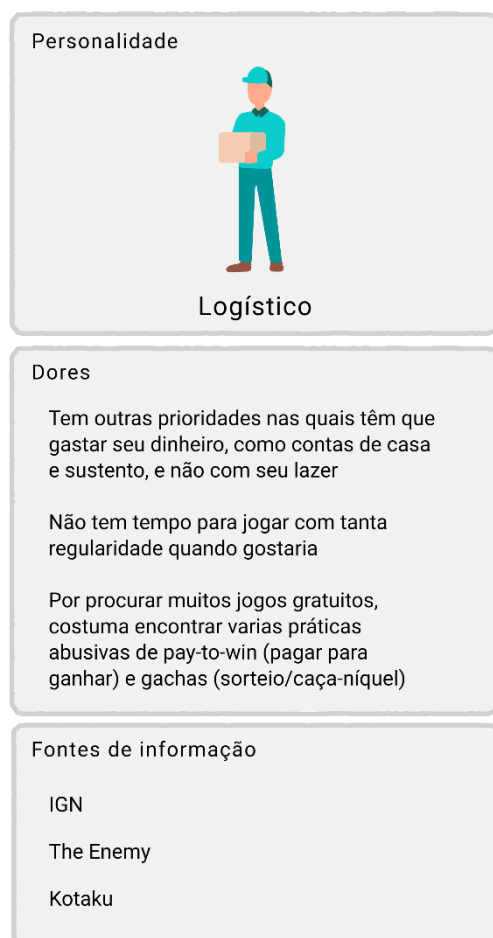 Personalidade
Logístico
Dores
Tem outras prioridades nas quais têm que
gastar seu dinheiro, como contas de casa
e sustento, e não com seu lazer
Não tem tempo para jogar com tanta
regularidade quando gostaria
Por procurar muitos jogos gratuitos,
costuma encontrar varias práticas
abusivas de pay-to-win (pagar para
ganhar) e gachas (sorteio/caça-níquel)
Fontes de informação
IGN
The Enemy
Kotaku